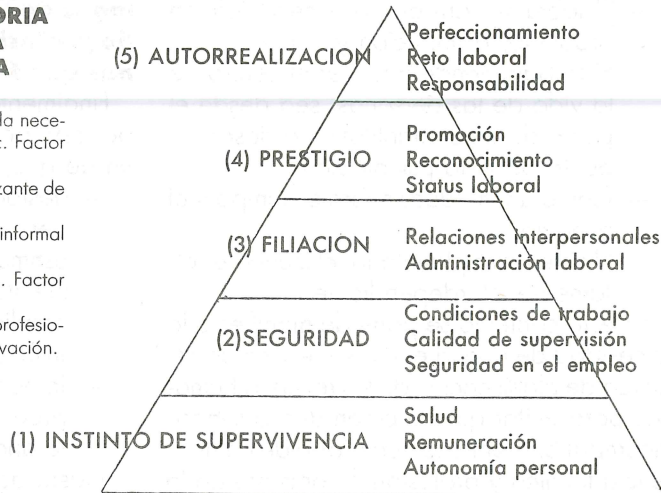 ORIA
A
A
da nece-
c. Factor
zante de
informal
. Factor
profesio-
vación.
(5) AUTORREALIZACION
Perfeccionamiento
Reto laboral
Responsabilidad
(4) PRESTIGIO
Promoción
Reconocimiento
Status laboral
(3) FILIACION
Relaciones interpersonales
Administración laboral
(2)SEGURIDAD
Condiciones de trabajo
Calidad de supervisión
Seguridad en el empleo
(1) INSTINTO DE SUPERVIVENCIA
Salud
Remuneración
Autonomía personal